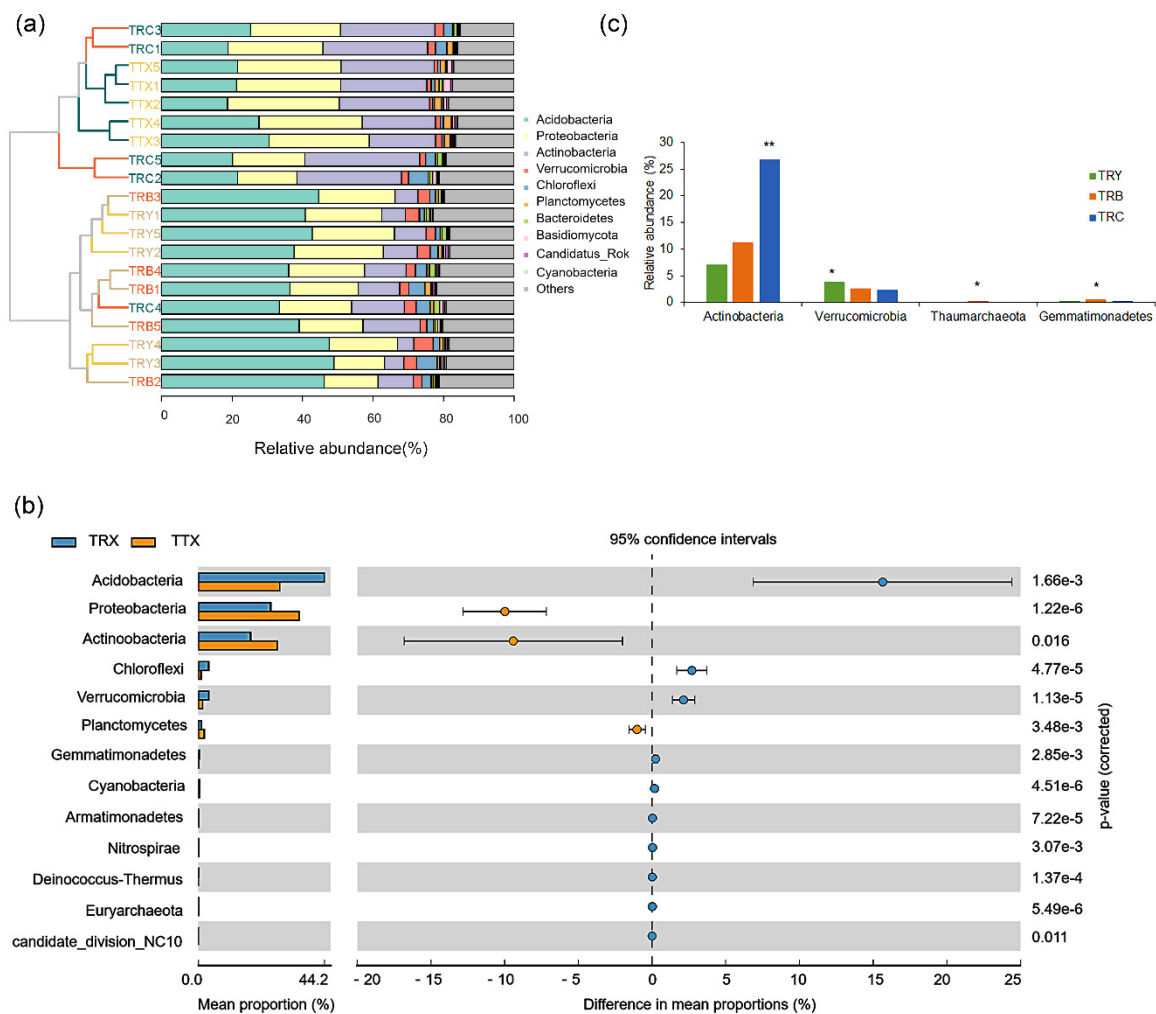 (a)
TRC3
TRC1
TTX5
TTX1
TTX2
TTX4
TTX3
TRC5
TRC2
TRB3
TRY1
TRY5
TRY2
TRB4
TRB1
TRC4
TRB5
TRY4
TRY3
TRB2
0 20 40 60 80 100
Relative abundance(%)
Acidobacteria
Proteobacteria
Actinobacteria
Verrucomicrobia
Chloroflexi
Planctomycetes
Bacteroidetes
Basidiomycota
Candidatus_Rok
Cyanobacteria
Others
(c)
Relative abundance (%)
30
25
20
15
10
5
0
**
*
*
*
TRY
TRB
TRC
Actinobacteria Verrucomicrobia Thaumarchaeota Gemmatimonadetes
(b)
TRX TTX
95% confidence intervals
Acidobacteria 1.66e-3
Proteobacteria 1.22e-6
Actinoobacteria 0.016
Chloroflexi 4.77e-5
Verrucomicrobia 1.13e-5
Planctomycetes 3.48e-3
Gemmatimonadetes 2.85e-3
Cyanobacteria 4.51e-6
Armatimonadetes 7.22e-5
Nitrospirae 3.07e-3
Deinococcus-Thermus 1.37e-4
Euryarchaeota 5.49e-6
candidate_division_NC10 0.011
p-value (corrected)
0.0 44.2 - 20 - 15 - 10 - 5 0 5 10 15 20 25
Mean proportion (%) Difference in mean proportions (%)